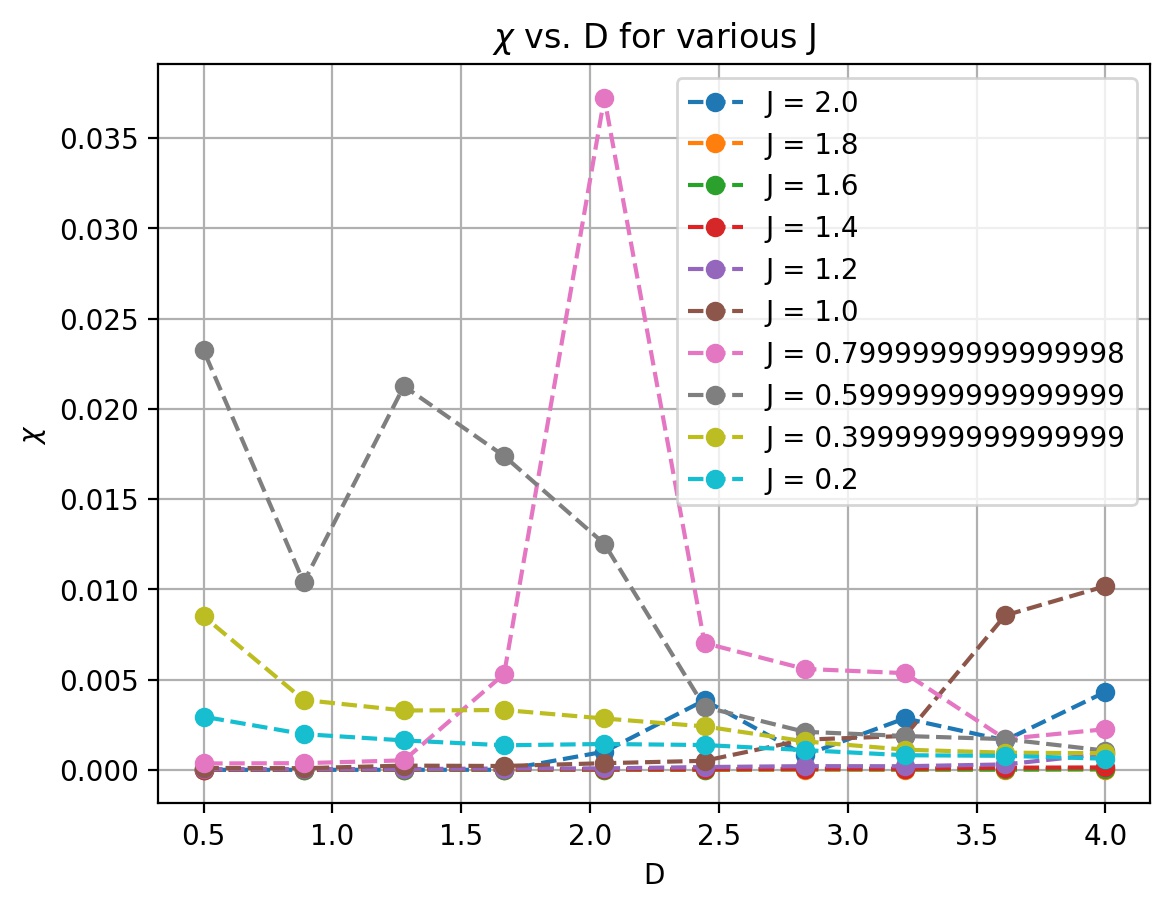 χ vs. D for various J
J = 2.0
J = 1.8
J = 1.6
J = 1.4
J = 1.2
J = 1.0
J = 0.7999999999999998
J = 0.5999999999999999
J = 0.3999999999999999
J = 0.2
0.035
0.030
0.025
0.020
0.015
0.010
0.005
0.000
χ
0.5 1.0 1.5 2.0 2.5 3.0 3.5 4.0
D